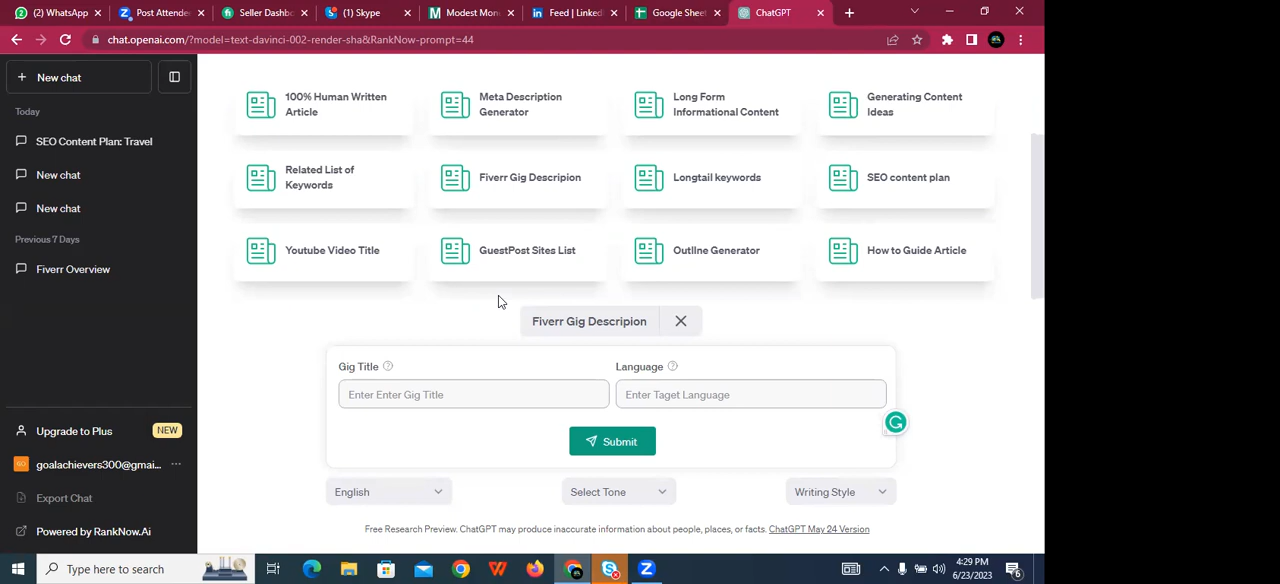 (2) WhatsApp
Post Attende
Seller Dashbo
(1) Skype
Modest Mon
Feed | Linked
Google Sheet
ChatGPT
chat.openai.com/?model=text-davinci-002-render-sha&RankNow-prompt=44
New chat
Today
SEO Content Plan: Travel
New chat
New chat
Previous 7 Days
Fiverr Overview
Upgrade to Plus
NEW
GO
goalachievers300@gmai...
Export Chat
Powered by RankNow.Ai
100% Human Written
Article
Meta Description
Generator
Long Form
Informational Content
Generating Content
Ideas
Related List of
Keywords
Fiverr Gig Descripion
Longtail keywords
SEO content plan
Youtube Video Title
GuestPost Sites List
Outline Generator
How to Guide Article
Fiverr Gig Descripion
Gig Title
Language
Enter Enter Gig Title
Enter Taget Language
Submit
English
Select Tone
Writing Style
Free Research Preview. ChatGPT may produce inaccurate information about people, places, or facts. ChatGPT May 24 Version
Type here to search
4:29 PM
6/23/2023
6